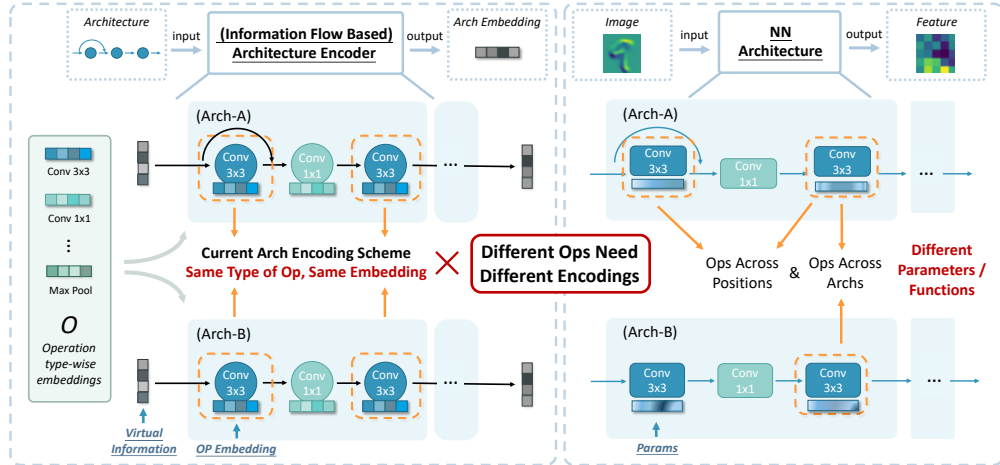 Architecture
input
(Information Flow Based)
Architecture Encoder
output
Arch Embedding
(Arch-A)
Conv
3x3
Conv
1x1
Conv
3x3
...
Conv 3x3
Conv 1x1
⋮
Max Pool
O
Operation
type-wise
embeddings
Current Arch Encoding Scheme
Same Type of Op, Same Embedding
Different Ops Need
Different Encodings
(Arch-B)
Conv
3x3
Conv
1x1
Conv
3x3
...
Virtual
Information
OP Embedding
Image
input
NN
Architecture
output
Feature
(Arch-A)
Conv
3x3
Conv
1x1
Conv
3x3
...
Ops Across
Positions
&
Ops Across
Archs
Different
Parameters /
Functions
(Arch-B)
Conv
3x3
Conv
1x1
Conv
3x3
...
Params